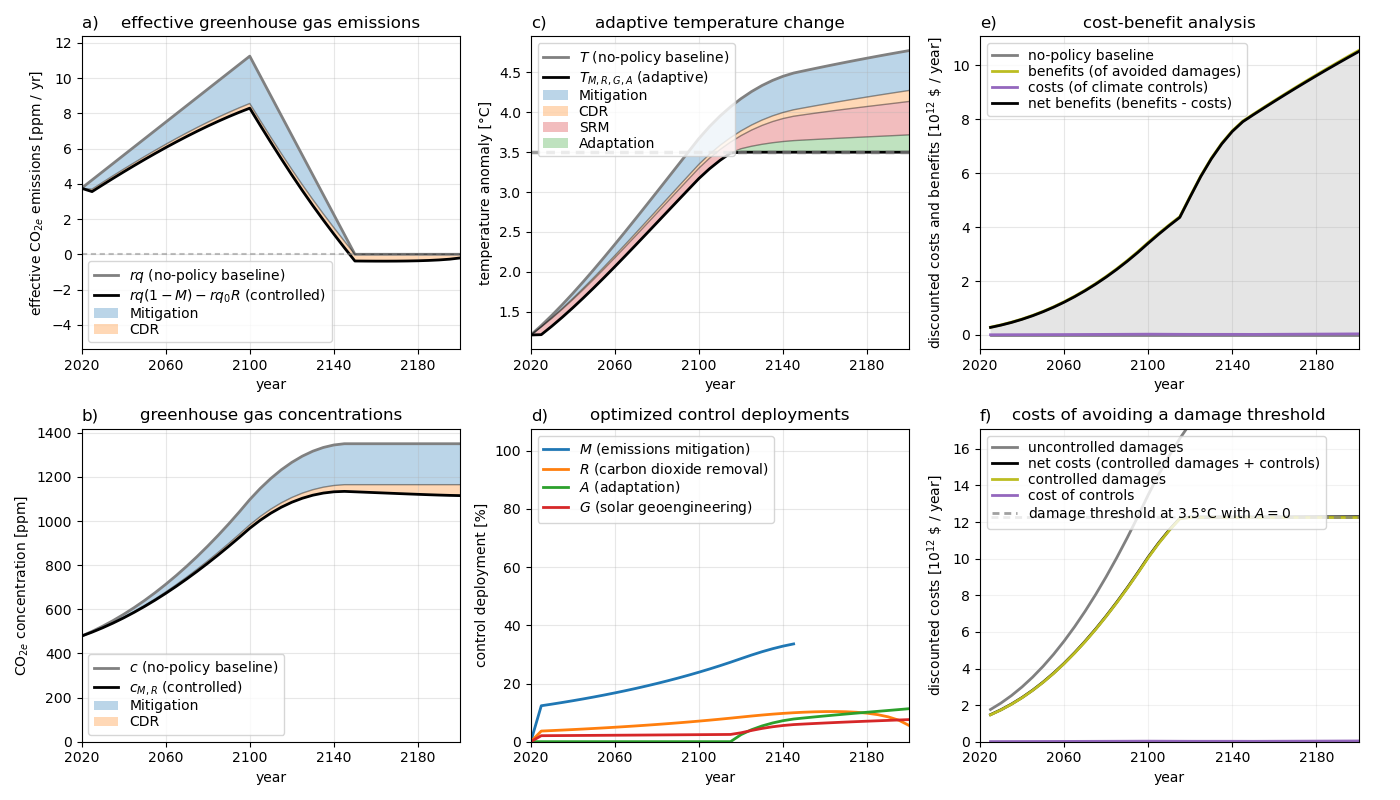 a) effective greenhouse gas emissions
effective CO2e emissions [ppm / yr]
12
10
8
6
4
2
0
−2
−4
rq (no-policy baseline)
rq(1 − M) − rq0R (controlled)
Mitigation
CDR
2020 2060 2100 2140 2180
year
c) adaptive temperature change
temperature anomaly [°C]
4.5
4.0
3.5
3.0
2.5
2.0
1.5
T (no-policy baseline)
TM, R, G, A (adaptive)
Mitigation
CDR
SRM
Adaptation
2020 2060 2100 2140 2180
year
e) cost-benefit analysis
discounted costs and benefits [10^12 $ / year]
10
8
6
4
2
0
no-policy baseline
benefits (of avoided damages)
costs (of climate controls)
net benefits (benefits - costs)
2020 2060 2100 2140 2180
year
b) greenhouse gas concentrations
CO2e concentration [ppm]
1400
1200
1000
800
600
400
200
0
c (no-policy baseline)
cM, R (controlled)
Mitigation
CDR
2020 2060 2100 2140 2180
year
d) optimized control deployments
control deployment [%]
100
80
60
40
20
0
M (emissions mitigation)
R (carbon dioxide removal)
A (adaptation)
G (solar geoengineering)
2020 2060 2100 2140 2180
year
f) costs of avoiding a damage threshold
discounted costs [10^12 $ / year]
16
14
12
10
8
6
4
2
0
uncontrolled damages
net costs (controlled damages + controls)
controlled damages
cost of controls
damage threshold at 3.5°C with A = 0
2020 2060 2100 2140 2180
year